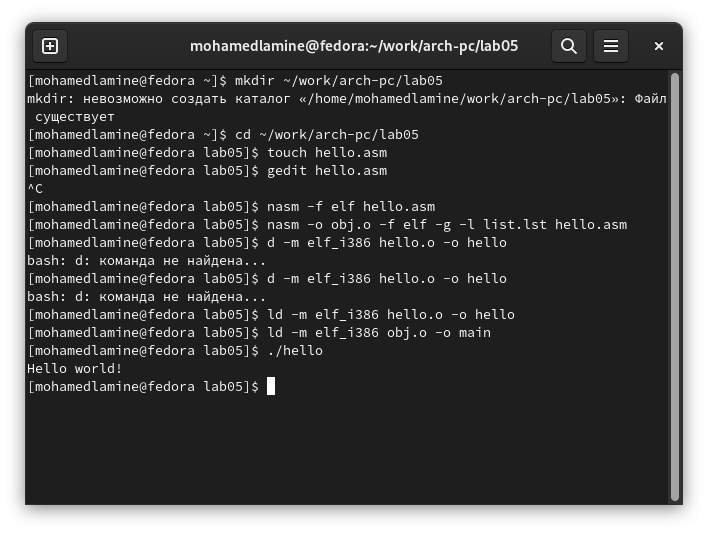 mohamedlamine@fedora:~/work/arch-pc/lab05
[mohamedlamine@fedora ~]$ mkdir ~/work/arch-pc/lab05
mkdir: невозможно создать каталог «/home/mohamedlamine/work/arch-pc/lab05»: Файл
существует
[mohamedlamine@fedora ~]$ cd ~/work/arch-pc/lab05
[mohamedlamine@fedora lab05]$ touch hello.asm
[mohamedlamine@fedora lab05]$ gedit hello.asm
^C
[mohamedlamine@fedora lab05]$ nasm -f elf hello.asm
[mohamedlamine@fedora lab05]$ nasm -o obj.o -f elf -g -l list.lst hello.asm
[mohamedlamine@fedora lab05]$ d -m elf_i386 hello.o -o hello
bash: d: команда не найдена...
[mohamedlamine@fedora lab05]$ d -m elf_i386 hello.o -o hello
bash: d: команда не найдена...
[mohamedlamine@fedora lab05]$ ld -m elf_i386 hello.o -o hello
[mohamedlamine@fedora lab05]$ ld -m elf_i386 obj.o -o main
[mohamedlamine@fedora lab05]$ ./hello
Hello world!
[mohamedlamine@fedora lab05]$